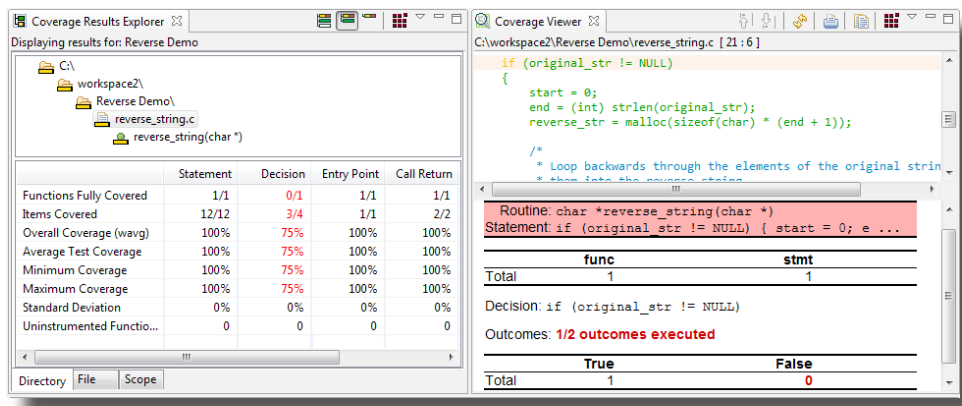 Coverage Results Explorer
Displaying results for: Reverse Demo
C:\
workspace2\
Reverse Demo\
reverse_string.c
reverse_string(char *)
Statement Decision Entry Point Call Return
Functions Fully Covered 1/1 0/1 1/1 1/1
Items Covered 12/12 3/4 1/1 2/2
Overall Coverage (wavg) 100% 75% 100% 100%
Average Test Coverage 100% 75% 100% 100%
Minimum Coverage 100% 75% 100% 100%
Maximum Coverage 100% 75% 100% 100%
Standard Deviation 0% 0% 0% 0%
Uninstrumented Functio... 0 0 0 0
Directory File Scope
Coverage Viewer
C:\workspace2\Reverse Demo\reverse_string.c [ 21 : 6 ]
if (original_str != NULL)
{
start = 0;
end = (int) strlen(original_str);
reverse_str = malloc(sizeof(char) * (end + 1));
/*
* Loop backwards through the elements of the original strin
* them into the reverse string
Routine: char *reverse_string(char *)
Statement: if (original_str != NULL) { start = 0; e ...
func stmt
Total 1 1
Decision: if (original_str != NULL)
Outcomes: 1/2 outcomes executed
True False
Total 1 0